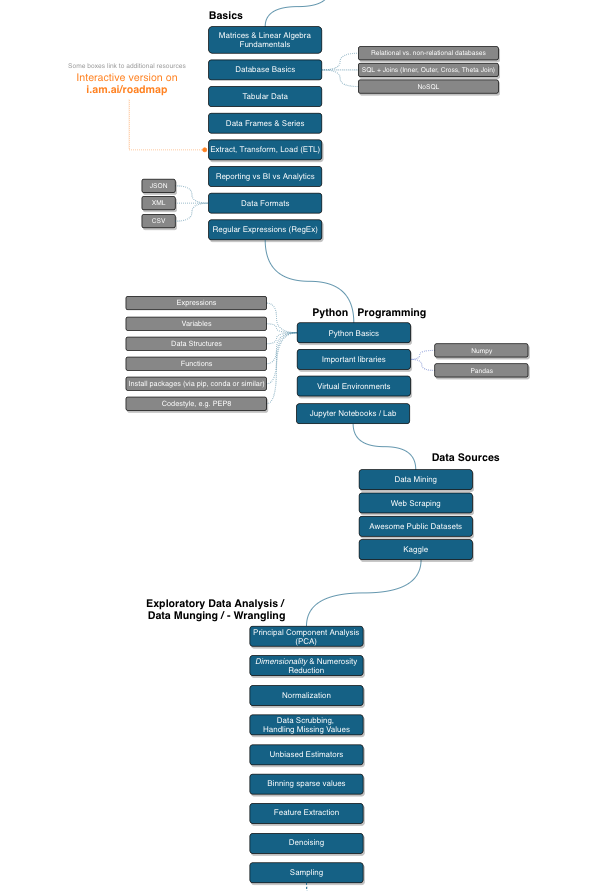 Basics
Matrices & Linear Algebra
Fundamentals
Database Basics
Relational vs. non-relational databases
SQL + Joins (Inner, Outer, Cross, Theta Join)
NoSQL
Some boxes link to additional resources
Interactive version on
i.am.ai/roadmap
Tabular Data
Data Frames & Series
Extract, Transform, Load (ETL)
Reporting vs BI vs Analytics
JSON
XML
CSV
Data Formats
Regular Expressions (RegEx)
Python Programming
Expressions
Variables
Data Structures
Functions
Install packages (via pip, conda or similar)
Codestyle, e.g. PEP8
Python Basics
Important libraries
Numpy
Pandas
Virtual Environments
Jupyter Notebooks / Lab
Data Sources
Data Mining
Web Scraping
Awesome Public Datasets
Kaggle
Exploratory Data Analysis /
Data Munging / - Wrangling
Principal Component Analysis
(PCA)
Dimensionality & Numerosity
Reduction
Normalization
Data Scrubbing,
Handling Missing Values
Unbiased Estimators
Binning sparse values
Feature Extraction
Denoising
Sampling